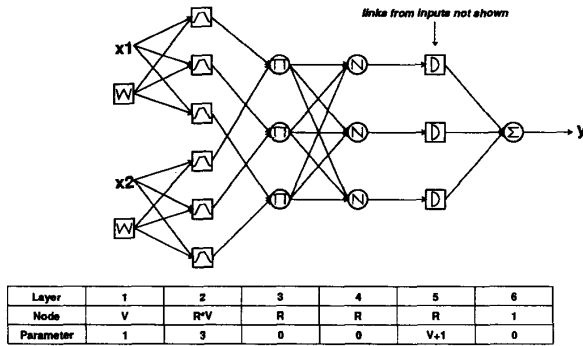 links from inputs not shown
x1
W
Π
N
D
Π
N
D
Σ
y
x2
W
Π
N
D
Layer 1 2 3 4 5 6
Node V R*V R R R 1
Parameter 1 3 0 0 V+1 0